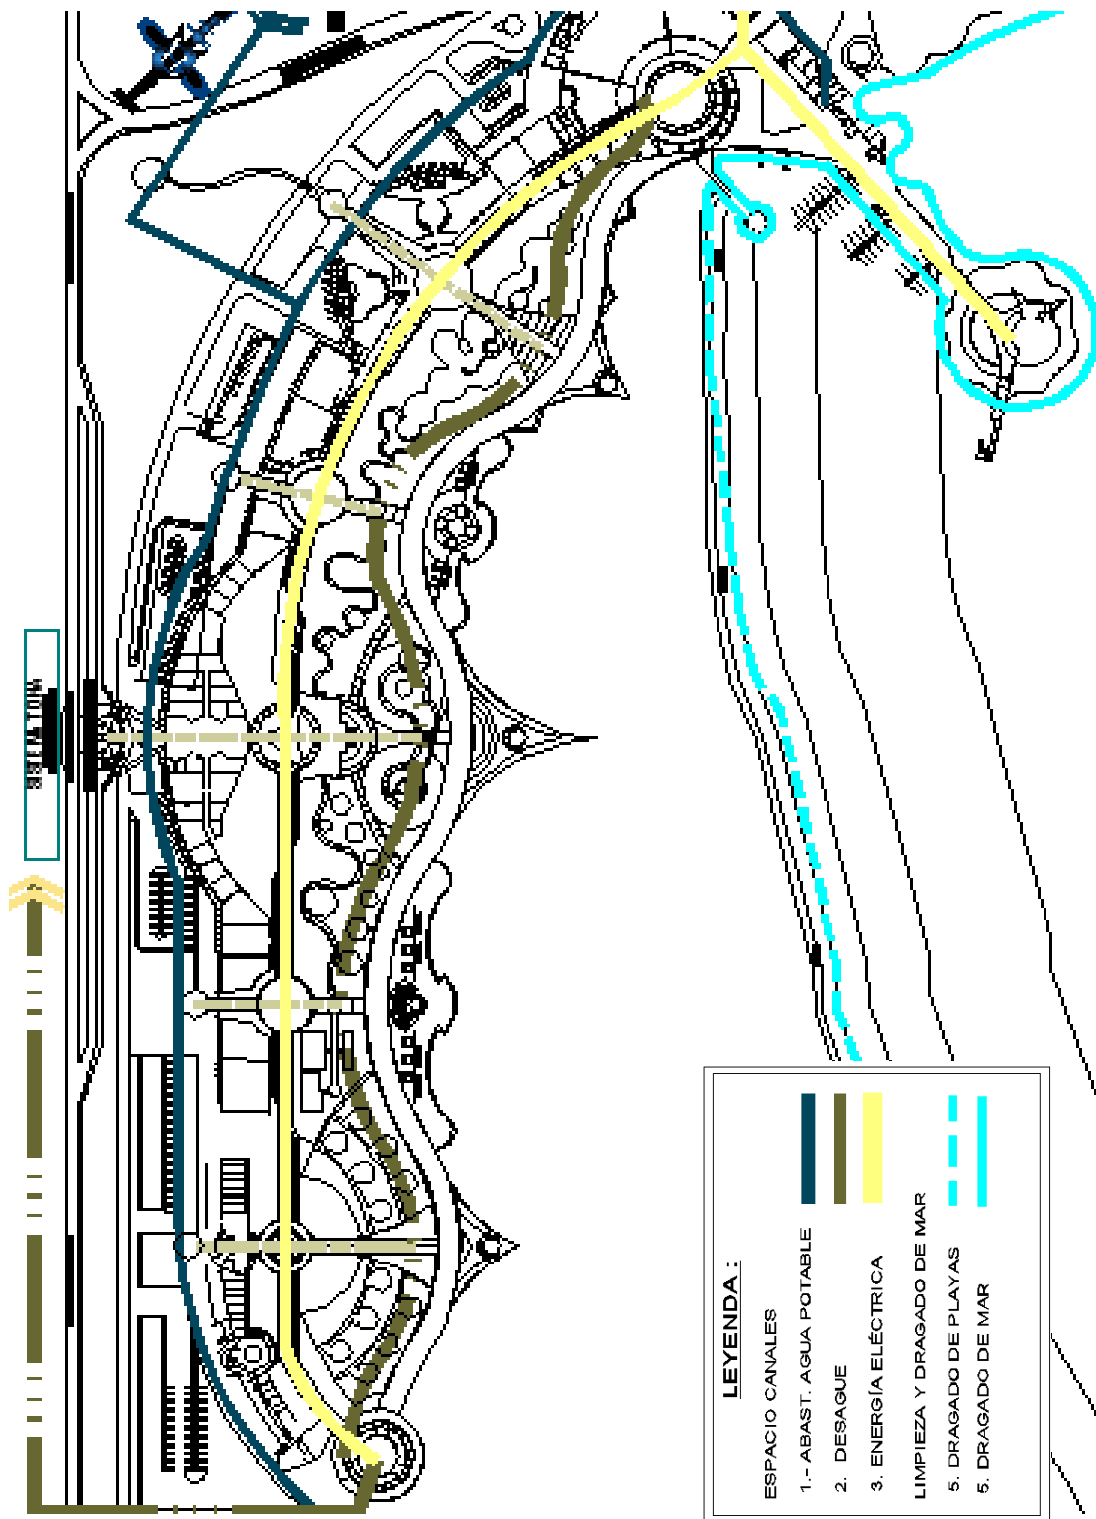 LEYENDA :
ESPACIO CANALES
1.- ABAST. AGUA POTABLE
2. DESAGUE
3. ENERGÍA ELÉCTRICA
LIMPIEZA Y DRAGADO DE MAR
5. DRAGADO DE PLAYAS
5. DRAGADO DE MAR